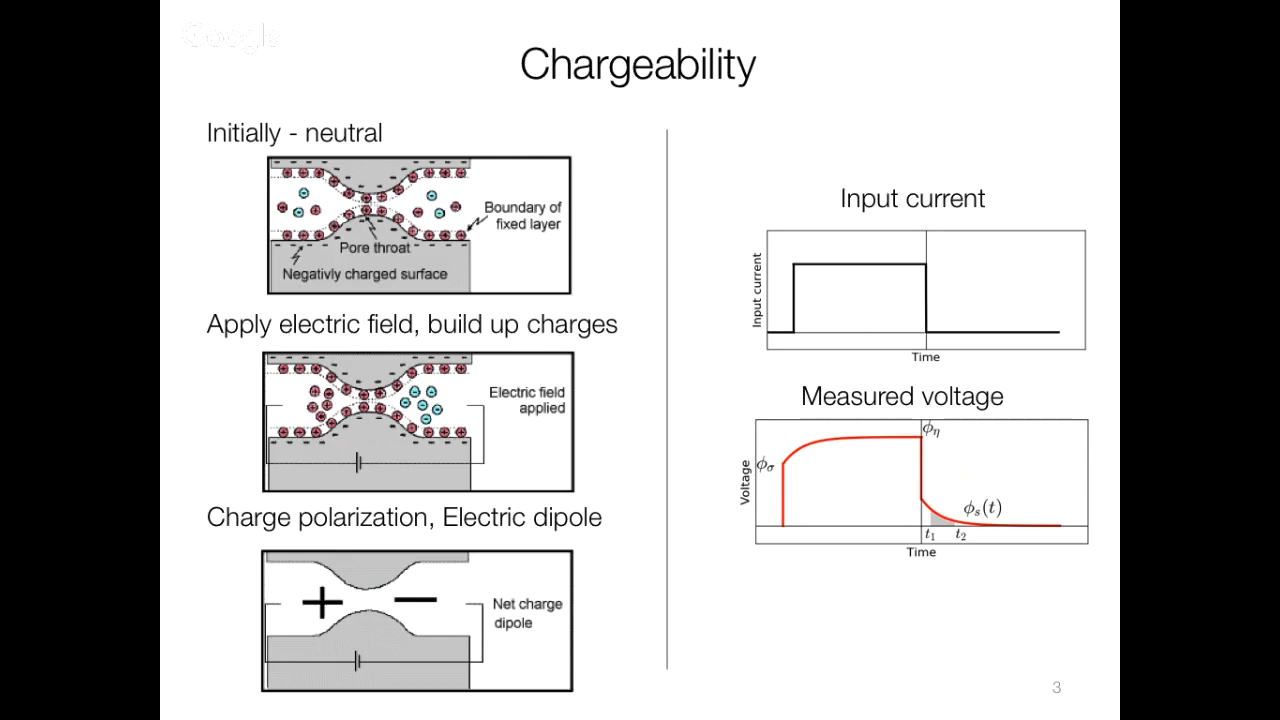 Google
Chargeability
Initially - neutral
Boundary of
fixed layer
Pore throat
Negativly charged surface
Apply electric field, build up charges
Electric field
applied
Charge polarization, Electric dipole
+ −
Net charge
dipole
Input current
Input current
Time
Measured voltage
Voltage
ϕη
ϕσ
ϕs(t)
t1 t2
Time
3